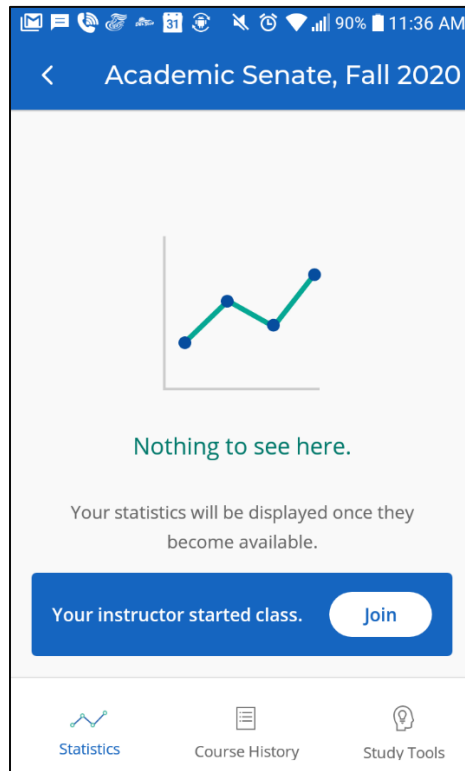 31 90% 11:36 AM
Academic Senate, Fall 2020
Nothing to see here.
Your statistics will be displayed once they
become available.
Your instructor started class. Join
Statistics Course History Study Tools